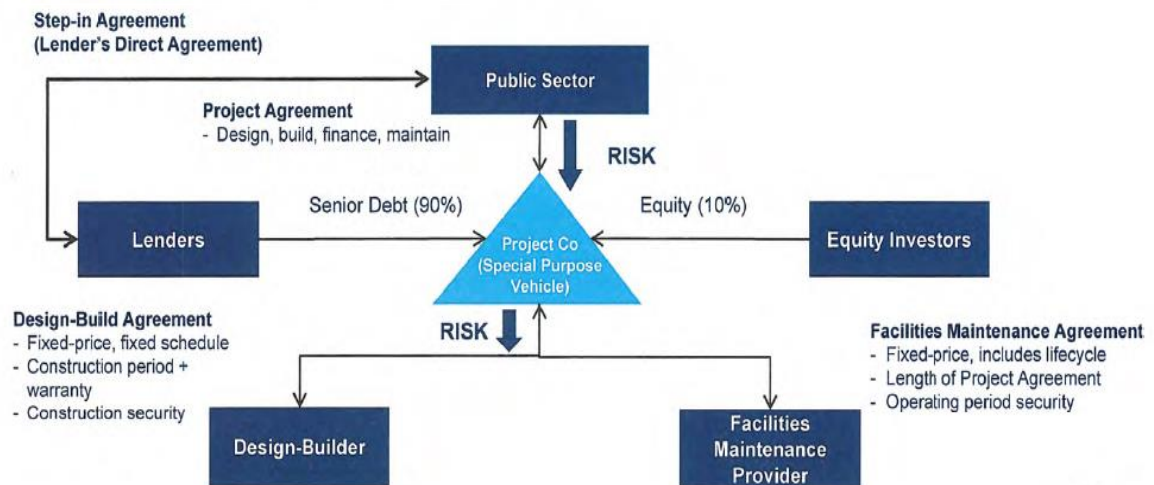 Step-in Agreement
(Lender's Direct Agreement)
Public Sector
Project Agreement
- Design, build, finance, maintain
RISK
Senior Debt (90%)
Equity (10%)
Lenders
Project Co
(Special Purpose
Vehicle)
Equity Investors
Design-Build Agreement
- Fixed-price, fixed schedule
- Construction period +
warranty
- Construction security
RISK
Facilities Maintenance Agreement
- Fixed-price, includes lifecycle
- Length of Project Agreement
- Operating period security
Design-Builder
Facilities
Maintenance
Provider